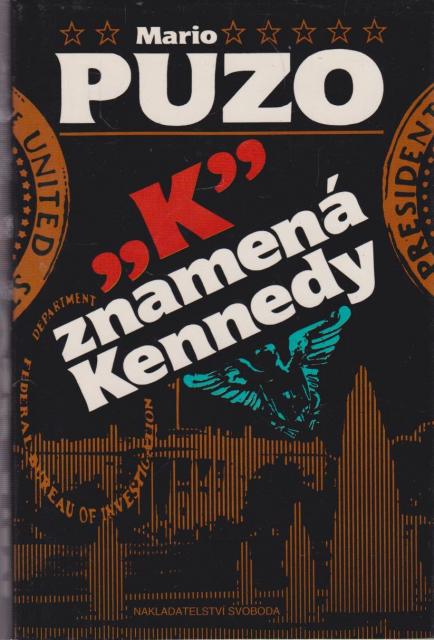 Mario
PUZO
UNITED S
PRESIDENT
„K”
znamená
Kennedy
DEPARTMENT
FEDERAL BUREAU OF INVESTIGATION
NAKLADATELSTVÍ SVOBODA